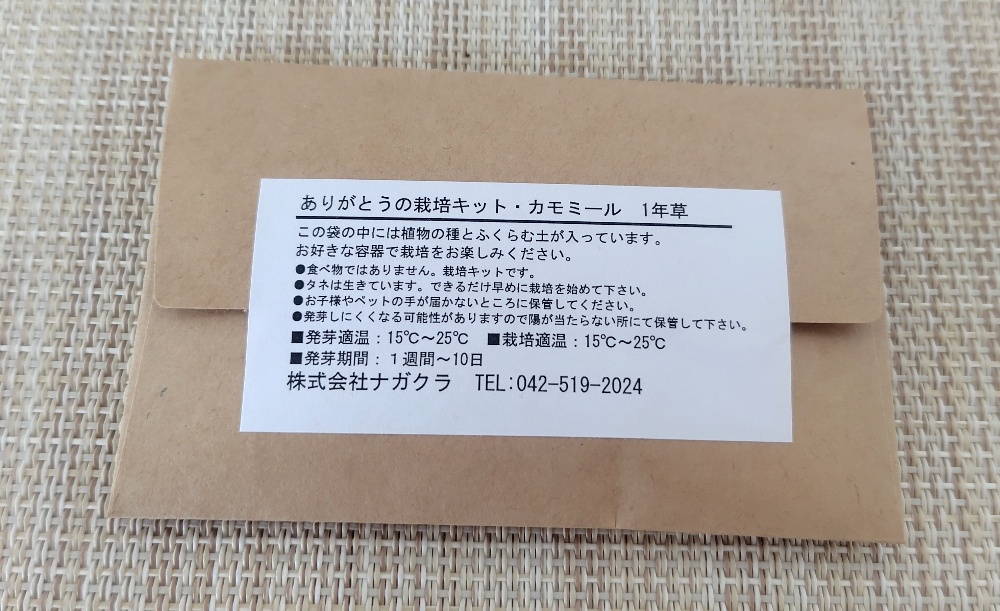 ありがとうの栽培キット・カモミール 1年草
この袋の中には植物の種とふくらむ土が入っています。
お好きな容器で栽培をお楽しみください。
●食べ物ではありません。栽培キットです。
●タネは生きています。できるだけ早めに栽培を始めて下さい。
●お子様やペットの手が届かないところに保管してください。
●発芽しにくくなる可能性がありますので陽が当たらない所にて保管して下さい。
■発芽適温：15℃～25℃ ■栽培適温：15℃～25℃
■発芽期間：１週間～10日
株式会社ナガクラ TEL:042-519-2024